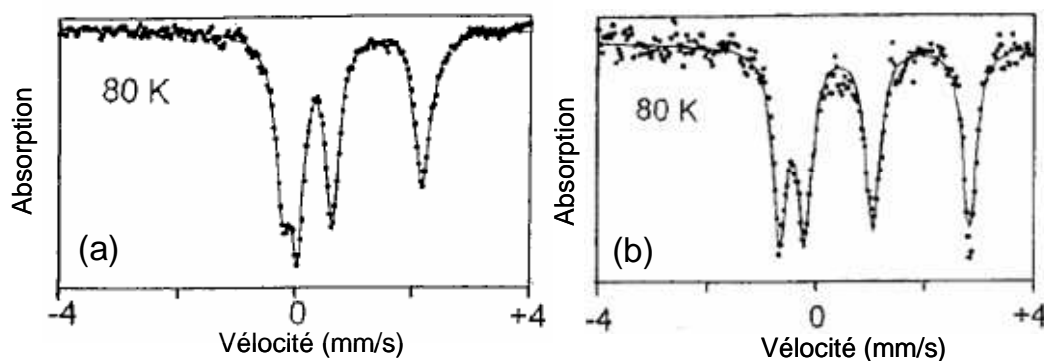 Absorption
80 K
(a)
-4
0
+4
Vélocité (mm/s)
Absorption
80 K
(b)
-4
0
+4
Vélocité (mm/s)